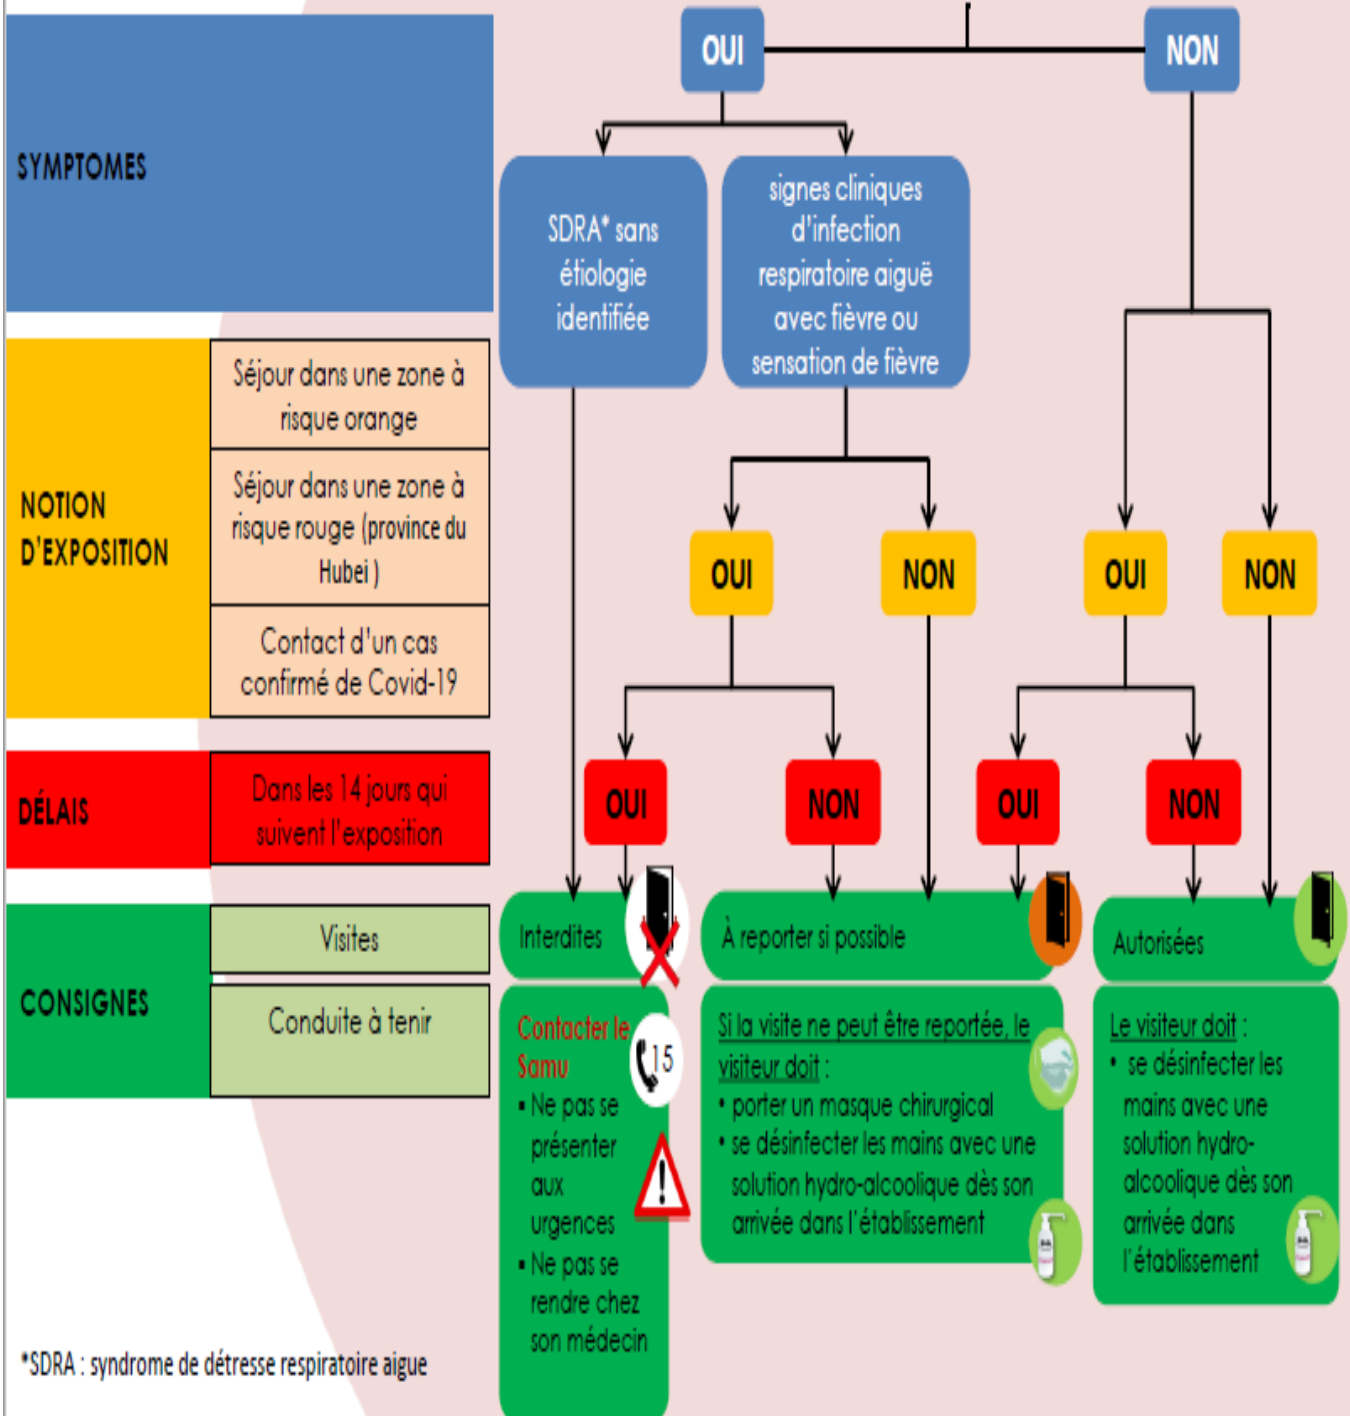 OUI
NON
SYMPTOMES
SDRA* sans
étiologie
identifiée
signes cliniques
d'infection
respiratoire aiguë
avec fièvre ou
sensation de fièvre
NOTION
D'EXPOSITION
Séjour dans une zone à
risque orange
Séjour dans une zone à
risque rouge (province du
Hubei )
Contact d'un cas
confirmé de Covid-19
OUI
NON
OUI
NON
DÉLAIS
Dans les 14 jours qui
suivent l'exposition
OUI
NON
OUI
NON
CONSIGNES
Visites
Interdites
À reporter si possible
Autorisées
Conduite à tenir
Contacter le
Samu
15
▪ Ne pas se
présenter
aux
urgences
▪ Ne pas se
rendre chez
son médecin
Si la visite ne peut être reportée, le
visiteur doit :
• porter un masque chirurgical
• se désinfecter les mains avec une
solution hydro-alcoolique dès son
arrivée dans l'établissement
Le visiteur doit :
• se désinfecter les
mains avec une
solution hydro-
alcoolique dès son
arrivée dans
l'établissement
*SDRA : syndrome de détresse respiratoire aigue